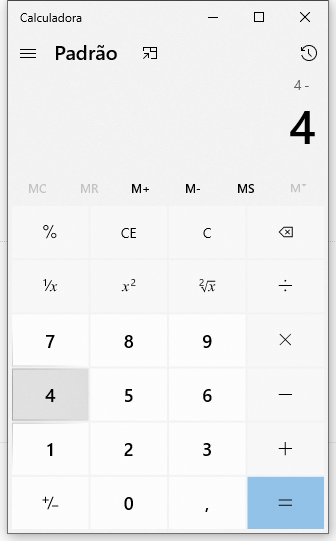 Calculadora
Padrão
4 -
4
MC MR M+ M- MS M˅
% CE C
¹/x x² ²√x ÷
7 8 9 ×
4 5 6 −
1 2 3 +
+/− 0 , =